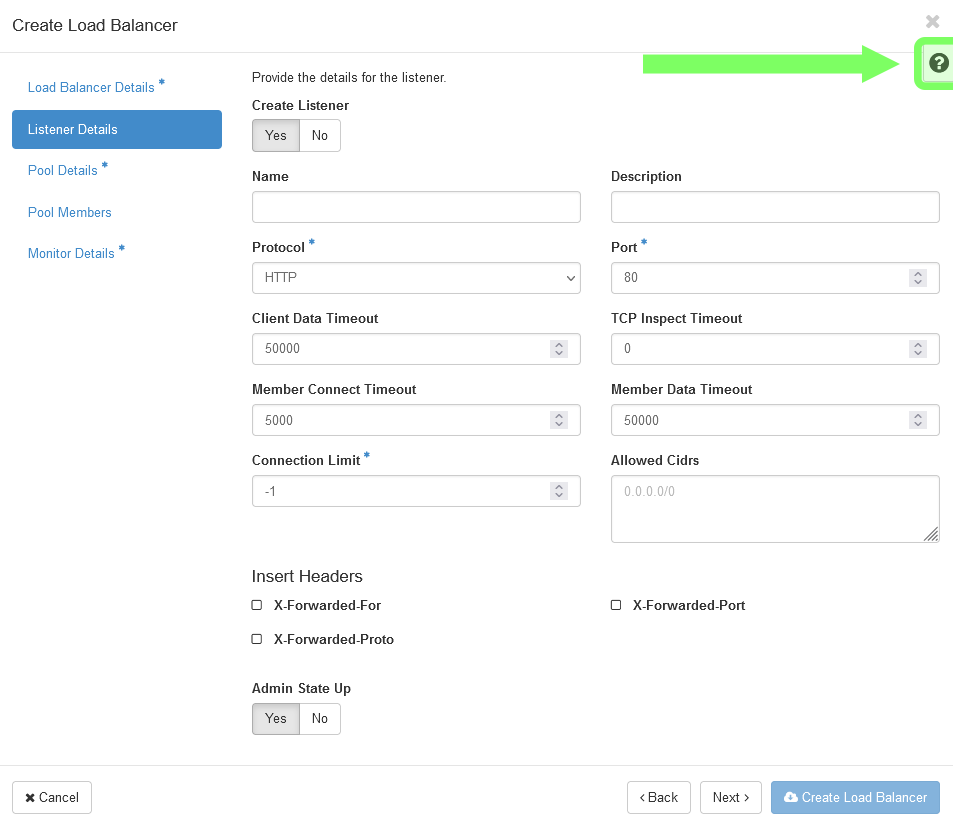 Create Load Balancer
Load Balancer Details *
Listener Details
Pool Details *
Pool Members
Monitor Details *
Provide the details for the listener.
Create Listener
Yes No
Name Description
Protocol * Port *
HTTP 80
Client Data Timeout TCP Inspect Timeout
50000 0
Member Connect Timeout Member Data Timeout
5000 50000
Connection Limit * Allowed Cidrs
-1 0.0.0.0/0
Insert Headers
X-Forwarded-For X-Forwarded-Port
X-Forwarded-Proto
Admin State Up
Yes No
Cancel Back Next Create Load Balancer